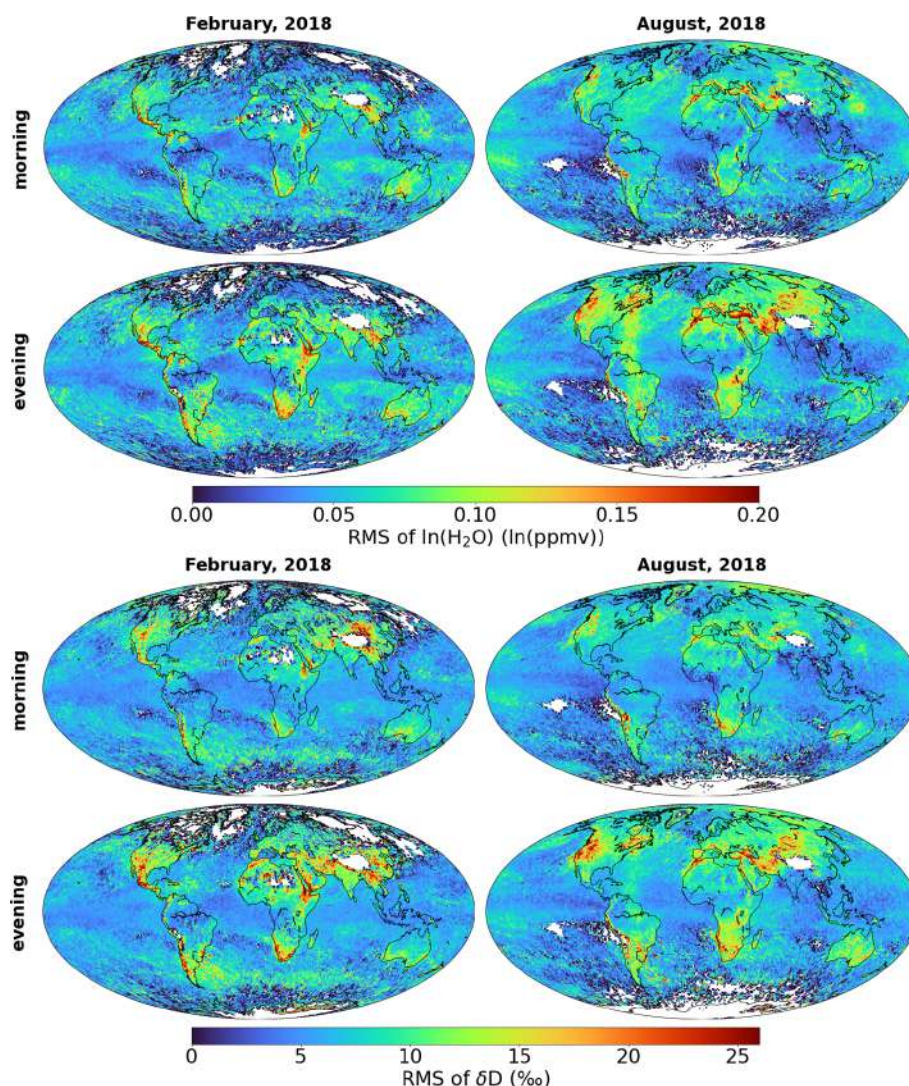 February, 2018
August, 2018
morning
evening
0.00 0.05 0.10 0.15 0.20
RMS of ln(H₂O) (ln(ppmv))
February, 2018
August, 2018
morning
evening
0 5 10 15 20 25
RMS of δD (‰)